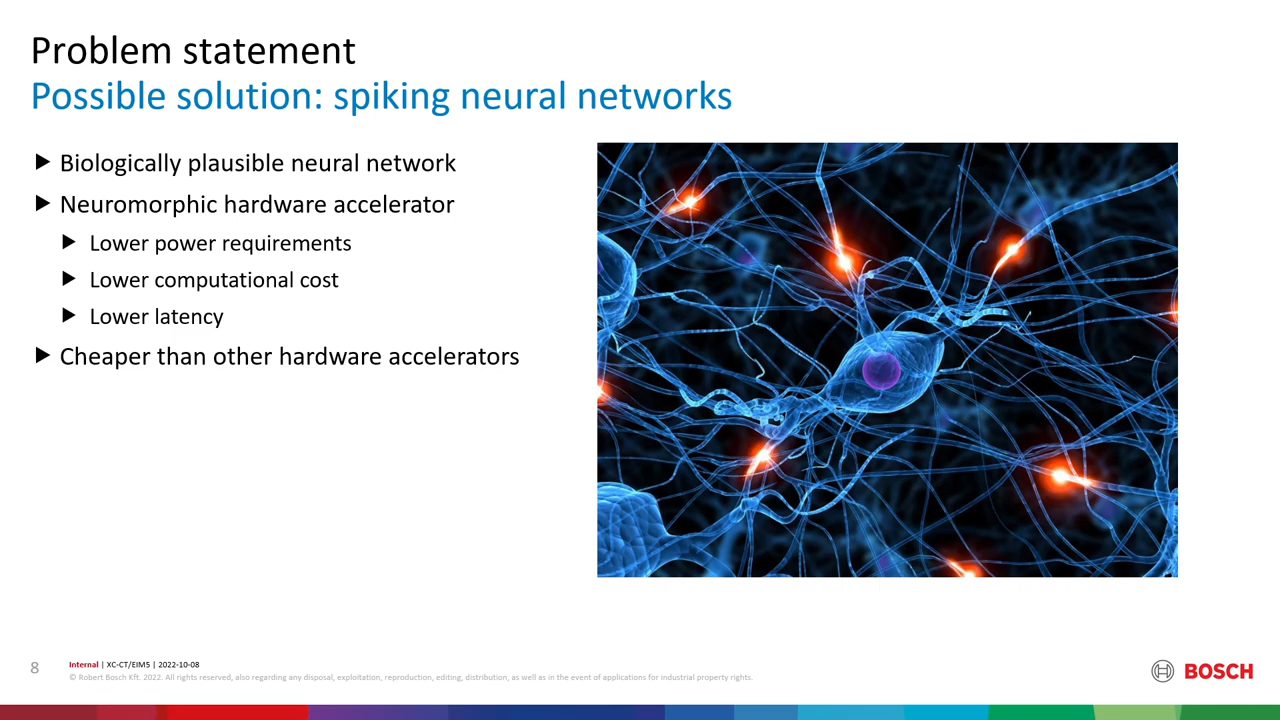 Problem statement
Possible solution: spiking neural networks
Biologically plausible neural network
Neuromorphic hardware accelerator
Lower power requirements
Lower computational cost
Lower latency
Cheaper than other hardware accelerators
8
Internal | XC-CT/EIM5 | 2022-10-08
© Robert Bosch Kft. 2022. All rights reserved, also regarding any disposal, exploitation, reproduction, editing, distribution, as well as in the event of applications for industrial property rights.
BOSCH